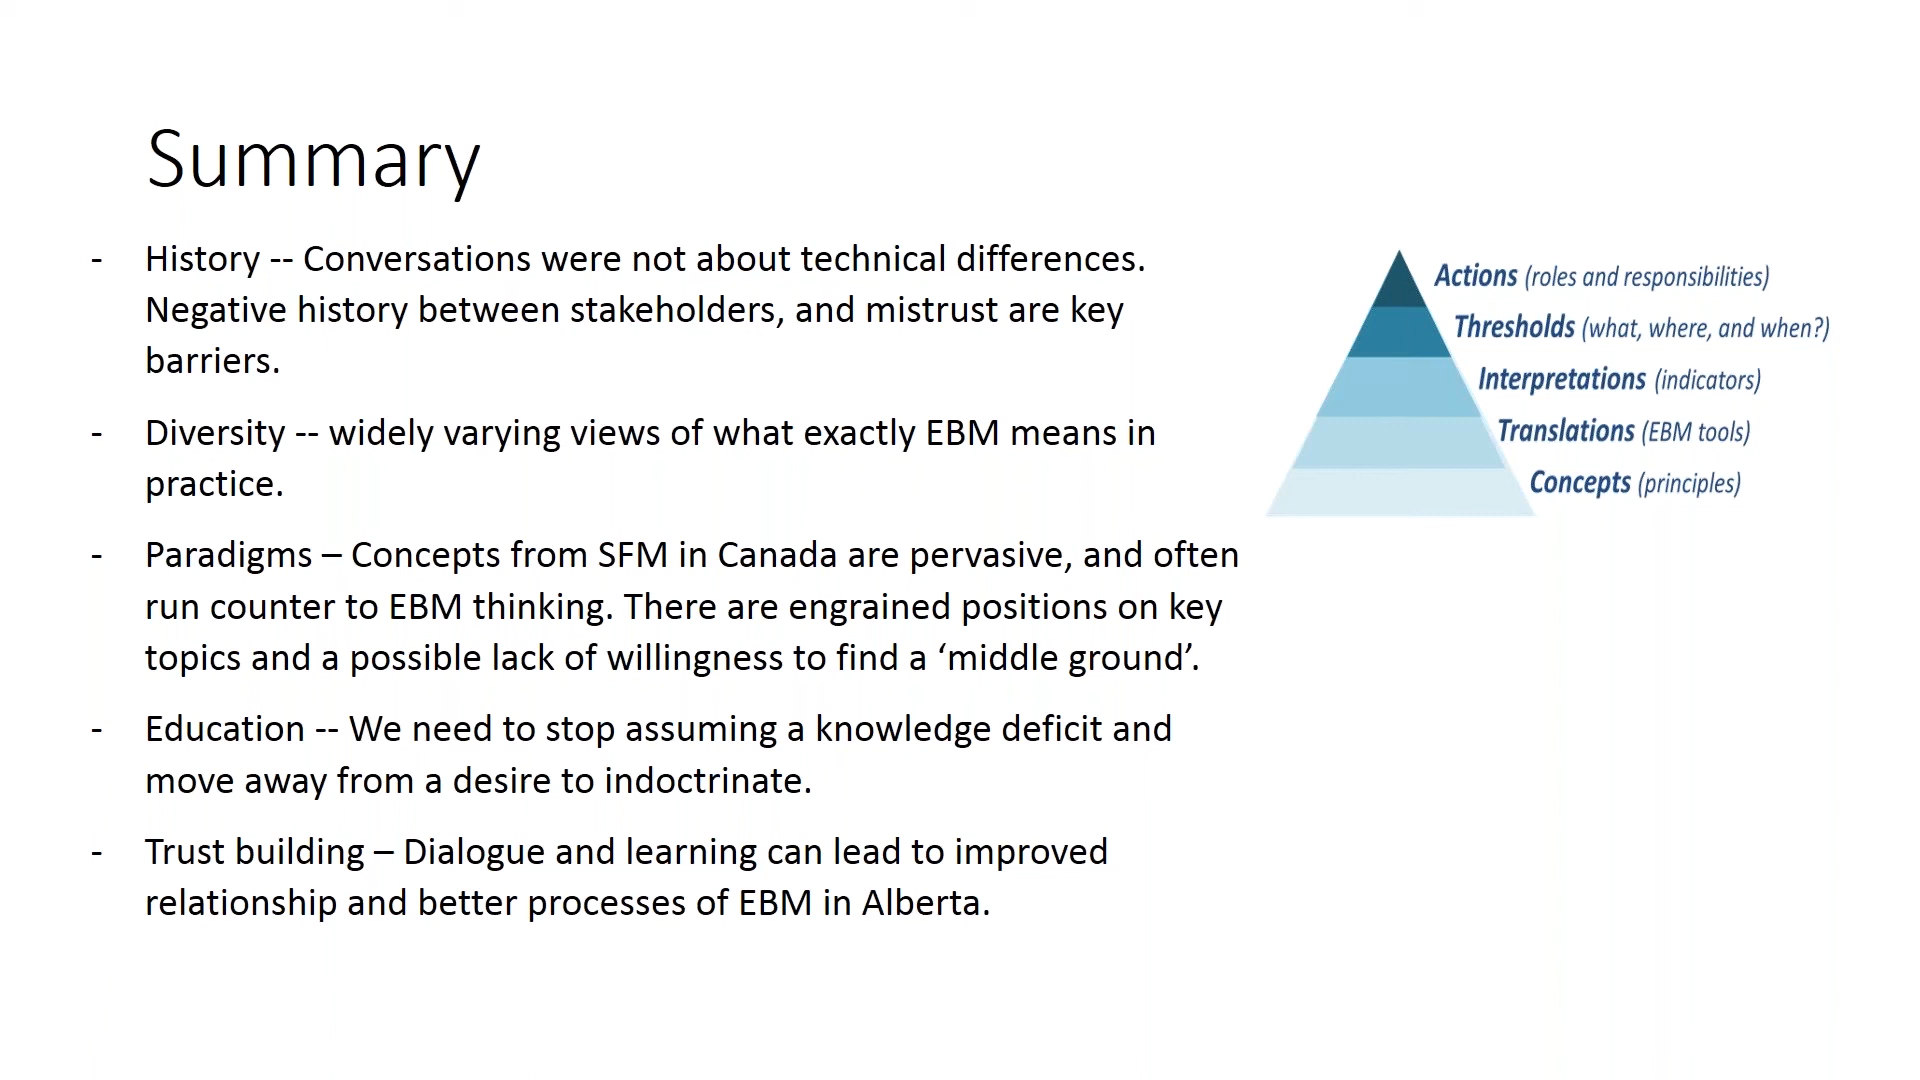 Summary
- History -- Conversations were not about technical differences.
Negative history between stakeholders, and mistrust are key
barriers.
- Diversity -- widely varying views of what exactly EBM means in
practice.
- Paradigms – Concepts from SFM in Canada are pervasive, and often
run counter to EBM thinking. There are engrained positions on key
topics and a possible lack of willingness to find a ‘middle ground’.
- Education -- We need to stop assuming a knowledge deficit and
move away from a desire to indoctrinate.
- Trust building – Dialogue and learning can lead to improved
relationship and better processes of EBM in Alberta.
Actions (roles and responsibilities)
Thresholds (what, where, and when?)
Interpretations (indicators)
Translations (EBM tools)
Concepts (principles)